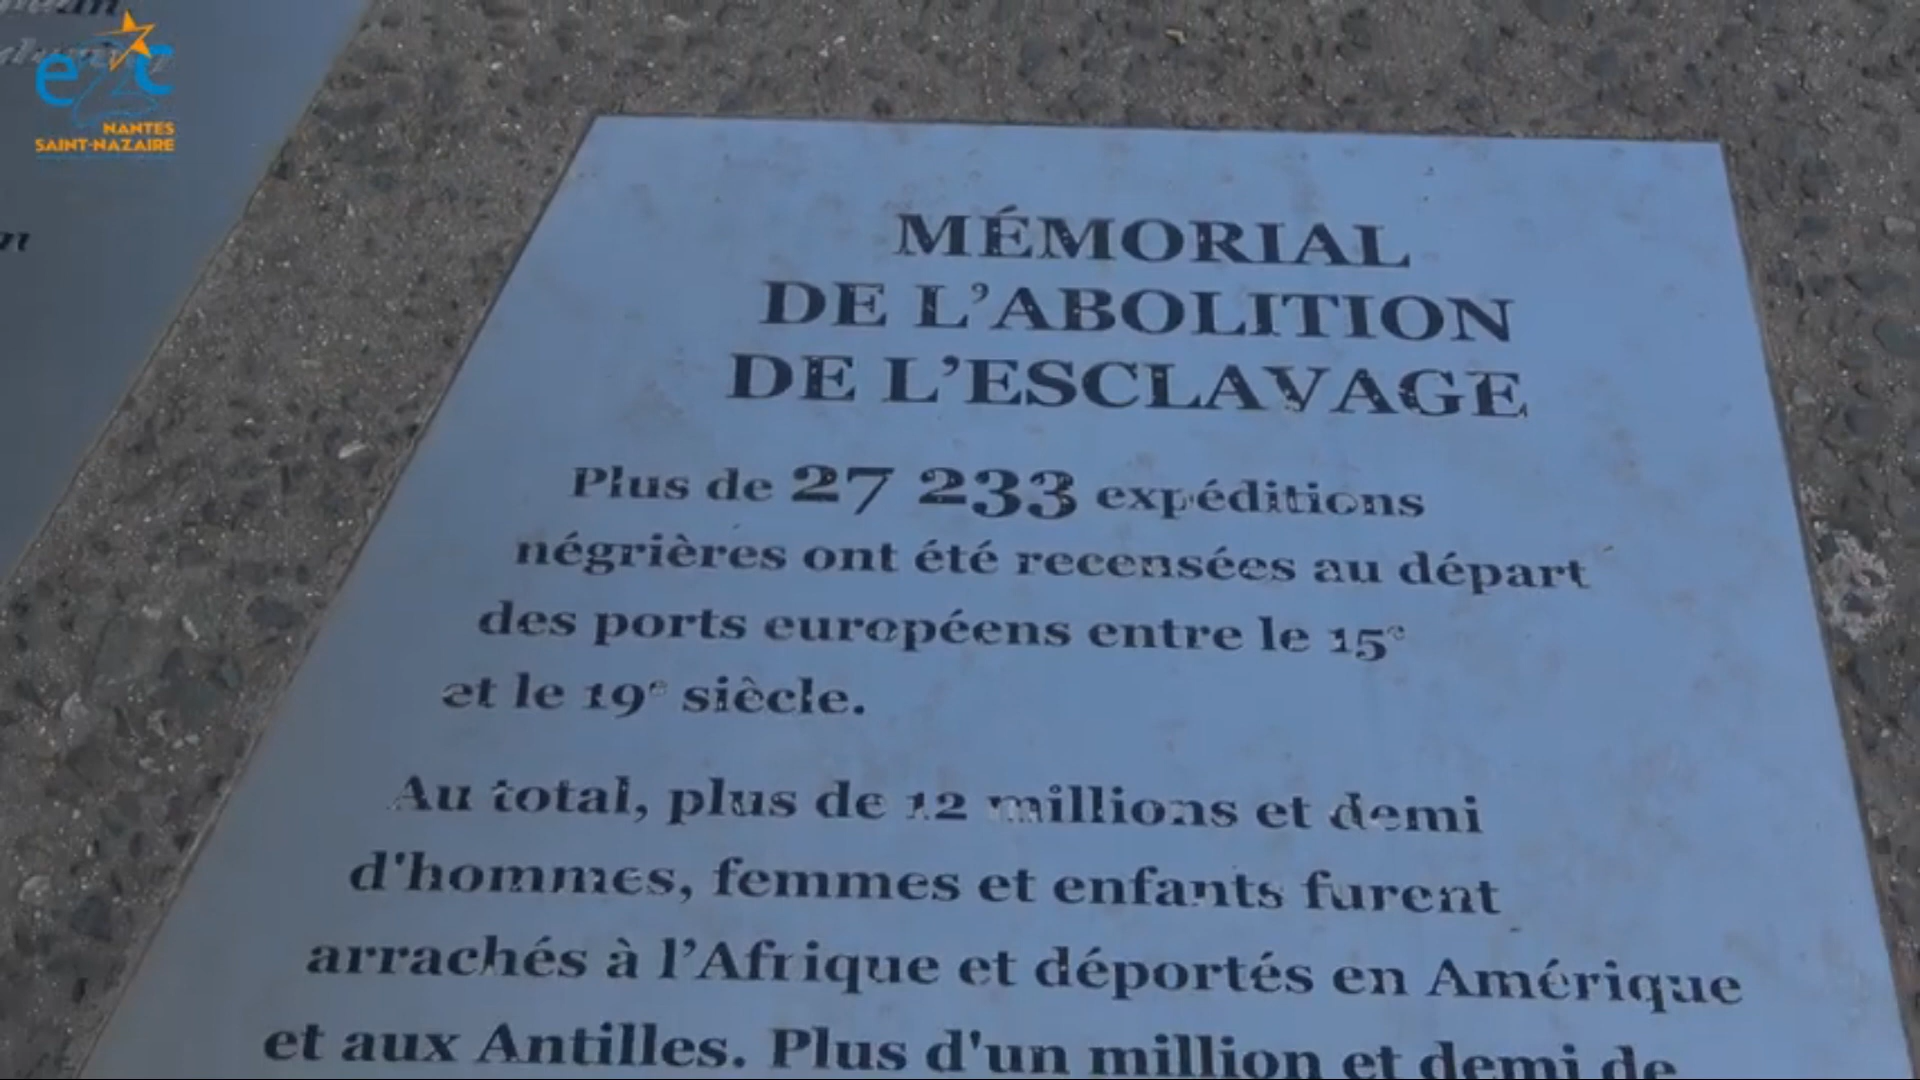 NANTES
SAINT-NAZAIRE
MÉMORIAL
DE L'ABOLITION
DE L'ESCLAVAGE
Plus de 27 233 expéditions
négrières ont été recensées au départ
des ports européens entre le 15e
et le 19e siècle.
Au total, plus de 12 millions et demi
d'hommes, femmes et enfants furent
arrachés à l'Afrique et déportés en Amérique
et aux Antilles. Plus d'un million et demi de